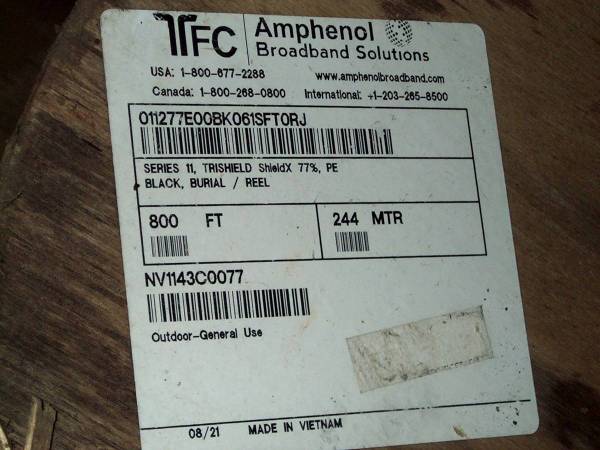 TFC
Amphenol
Broadband Solutions
USA: 1-800-677-2288 www.amphenolbroadband.com
Canada: 1-800-268-0800 International: +1-203-265-8500
011277E00BK061SFTORJ
SERIES 11, TRISHIELD ShieldX 77%, PE
BLACK, BURIAL / REEL
800 FT 244 MTR
NV1143C0077
Outdoor-General Use
08/21 MADE IN VIETNAM